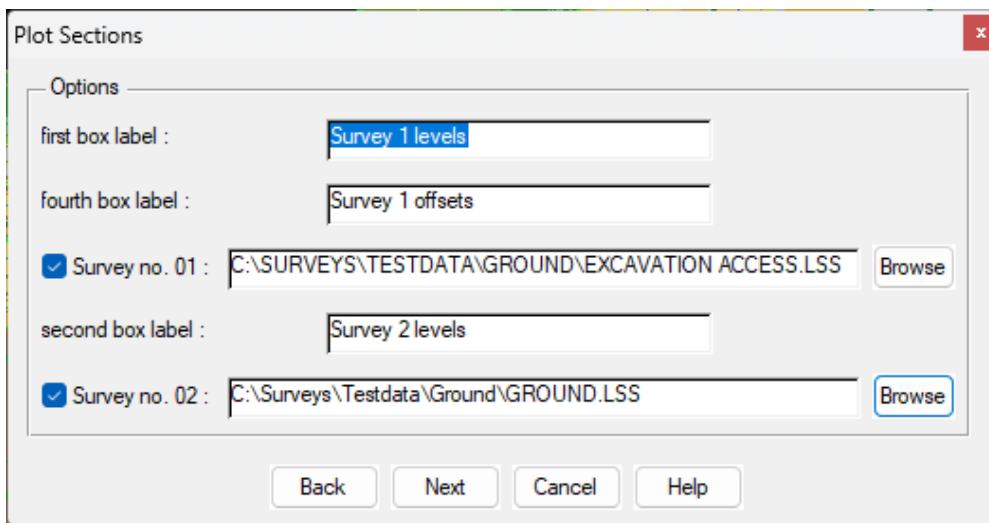 Plot Sections
x
Options
first box label :
Survey 1 levels
fourth box label :
Survey 1 offsets
Survey no. 01 :
C:\SURVEYS\TESTDATA\GROUND\EXCAVATION ACCESS.LSS
Browse
second box label :
Survey 2 levels
Survey no. 02 :
C:\Surveys\Testdata\Ground\GROUND.LSS
Browse
Back
Next
Cancel
Help